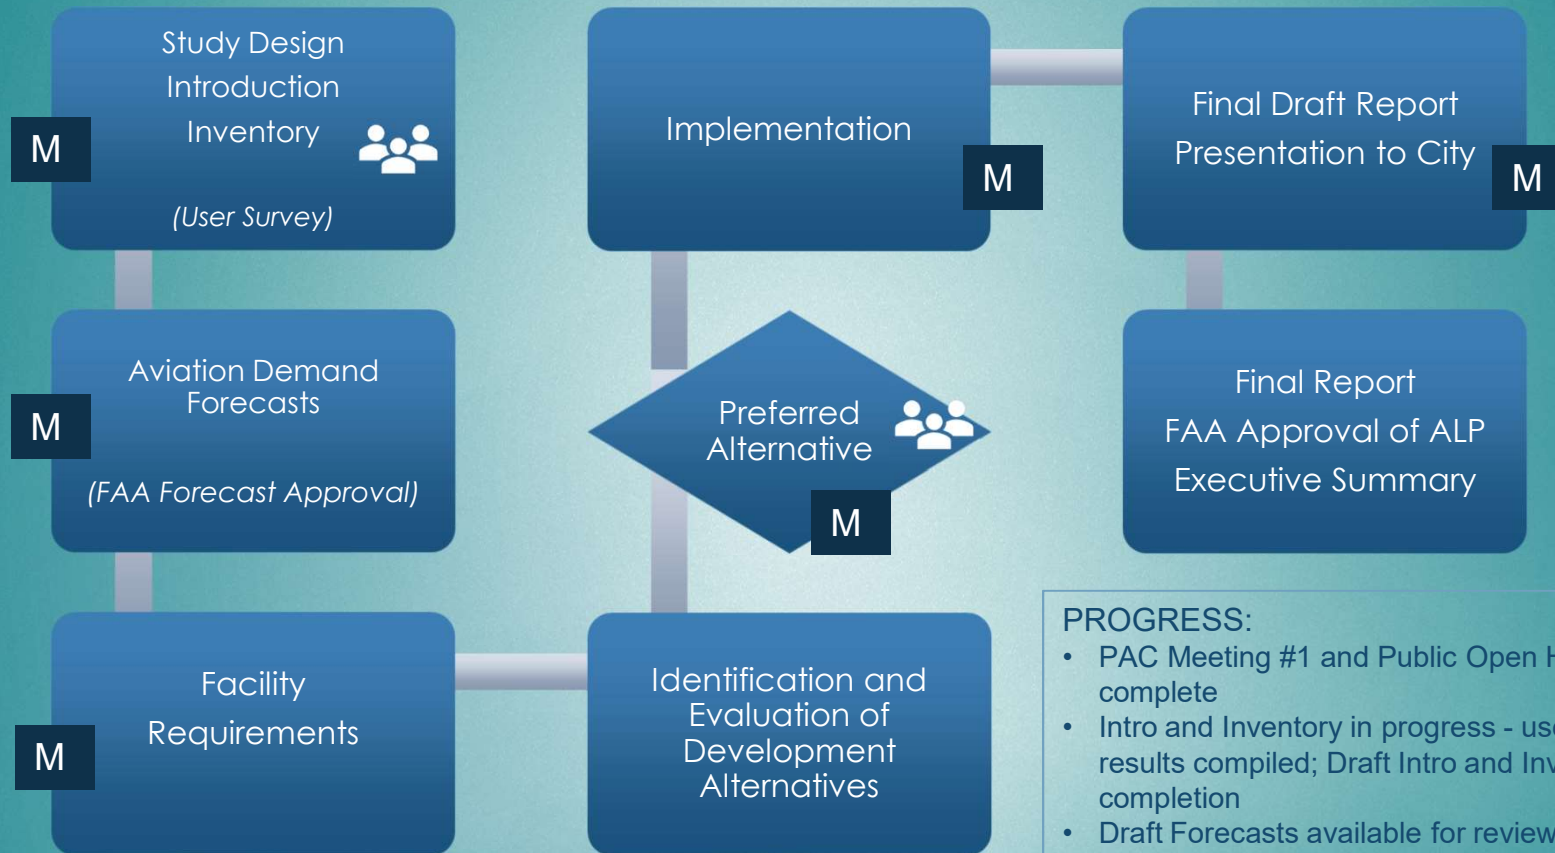 Study Design
Introduction
Inventory
(User Survey)
M
Aviation Demand
Forecasts
(FAA Forecast Approval)
M
Facility
Requirements
M
Identification and
Evaluation of
Development
Alternatives
Preferred
Alternative
M
Implementation
M
Final Draft Report
Presentation to City
M
Final Report
FAA Approval of ALP
Executive Summary
PROGRESS:
• PAC Meeting #1 and Public Open
complete
• Intro and Inventory in progress -
results compiled; Draft Intro and
completion
• Draft Forecasts available for review